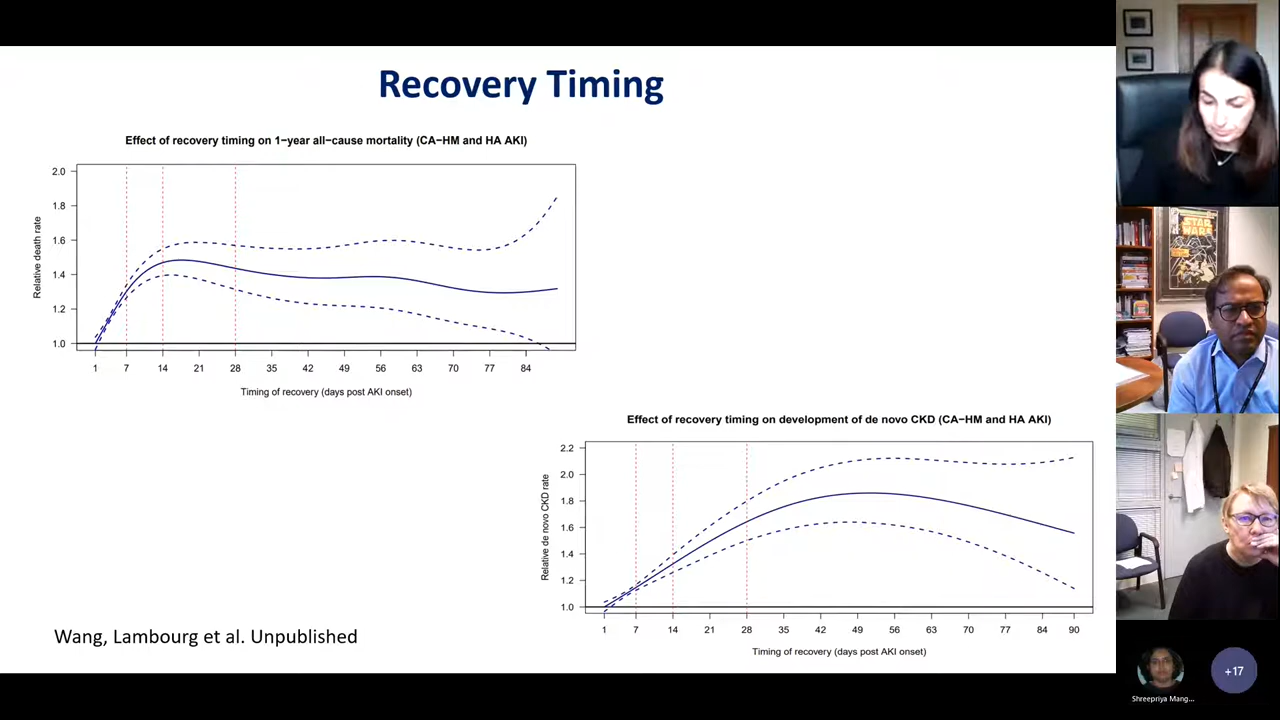 Recovery Timing
Effect of recovery timing on 1−year all−cause mortality (CA−HM and HA AKI)
Relative death rate
2.0
1.8
1.6
1.4
1.2
1.0
1 7 14 21 28 35 42 49 56 63 70 77 84
Timing of recovery (days post AKI onset)
Effect of recovery timing on development of de novo CKD (CA−HM and HA AKI)
Relative de novo CKD rate
2.2
2.0
1.8
1.6
1.4
1.2
1.0
1 7 14 21 28 35 42 49 56 63 70 77 84 90
Timing of recovery (days post AKI onset)
Wang, Lambourg et al. Unpublished
STAR
WARS
Shreepriya Mang...
+17